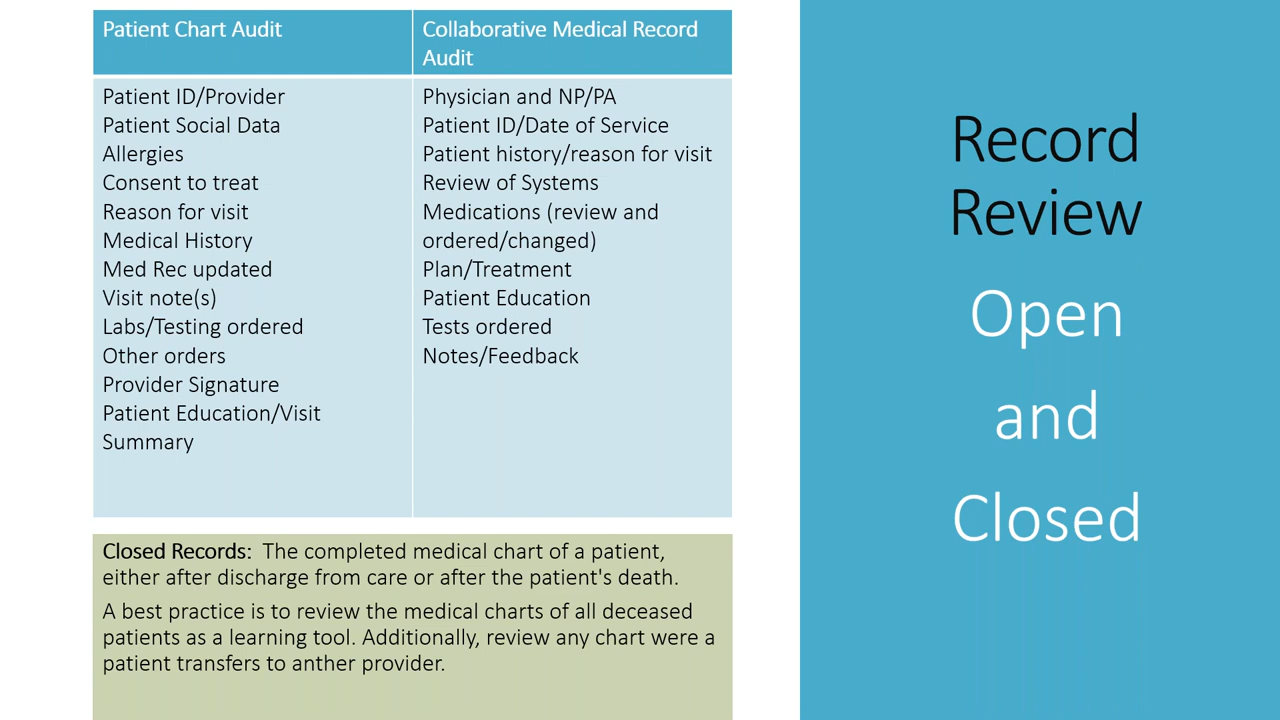 Patient Chart Audit
Patient ID/Provider
Patient Social Data
Allergies
Consent to treat
Reason for visit
Medical History
Med Rec updated
Visit note(s)
Labs/Testing ordered
Other orders
Provider Signature
Patient Education/Visit
Summary
Collaborative Medical Record
Audit
Physician and NP/PA
Patient ID/Date of Service
Patient history/reason for visit
Review of Systems
Medications (review and
ordered/changed)
Plan/Treatment
Patient Education
Tests ordered
Notes/Feedback
Closed Records: The completed medical chart of a patient,
either after discharge from care or after the patient's death.
A best practice is to review the medical charts of all deceased
patients as a learning tool. Additionally, review any chart were a
patient transfers to anther provider.
Record
Review
Open
and
Closed